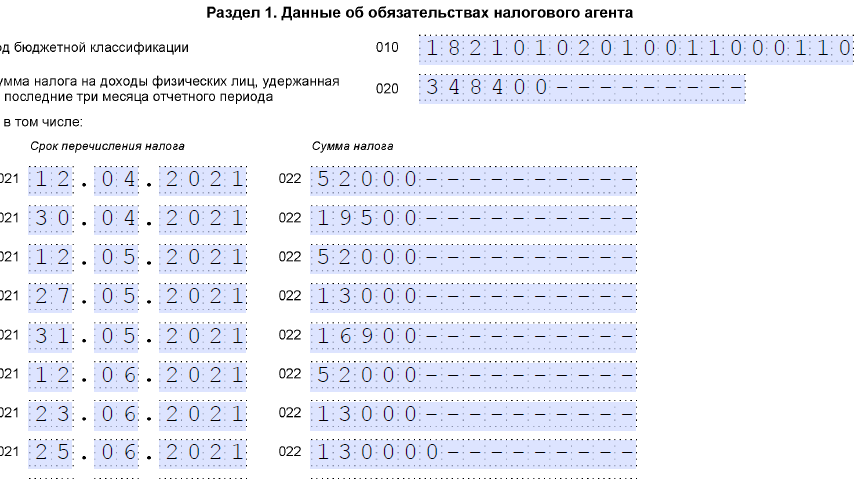 Раздел 1. Данные об обязательствах налогового агента
од бюджетной классификации 010 18210102010011000110
умма налога на доходы физических лиц, удержанная
последние три месяца отчетного периода 020 348400---------
в том числе:
Срок перечисления налога Сумма налога
021 12.04.2021 022 52000----------
021 30.04.2021 022 19500----------
021 12.05.2021 022 52000----------
021 27.05.2021 022 13000----------
021 31.05.2021 022 16900----------
021 12.06.2021 022 52000----------
021 23.06.2021 022 13000----------
021 25.06.2021 022 130000---------